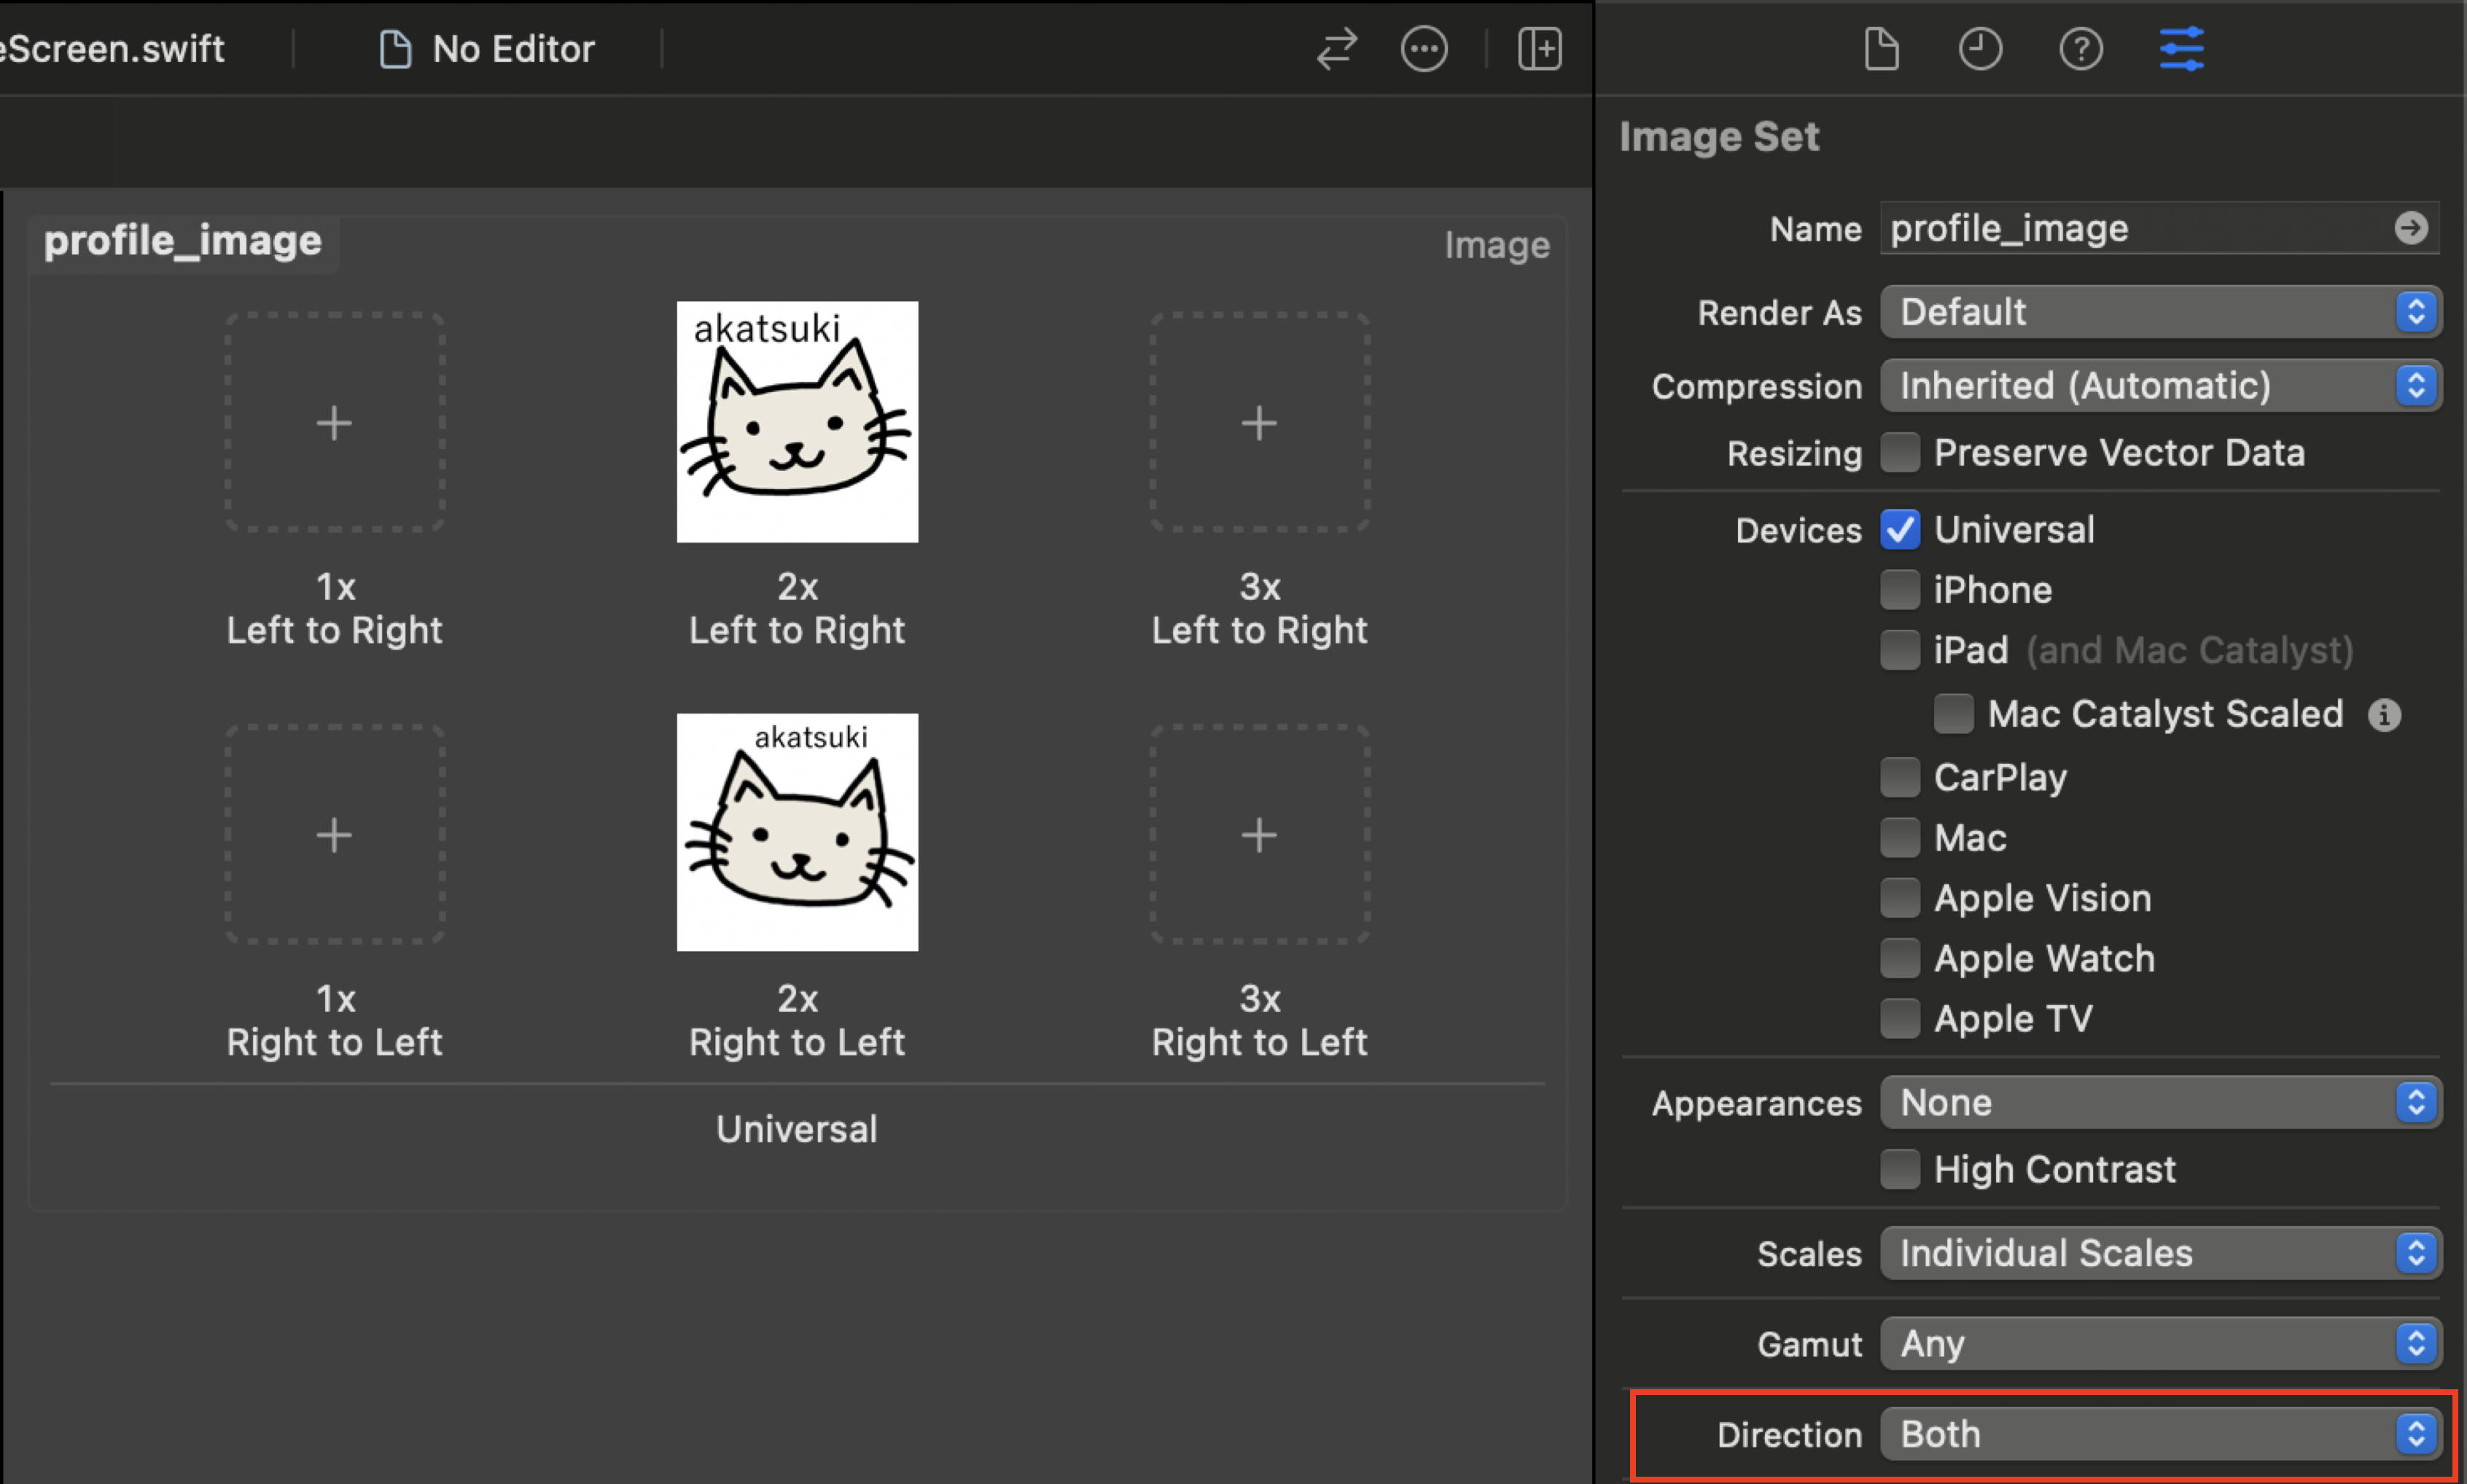 eScreen.swift
No Editor
profile_image
Image
akatsuki
1x
Left to Right
2x
Left to Right
3x
Left to Right
akatsuki
1x
Right to Left
2x
Right to Left
3x
Right to Left
Universal
Image Set
Name profile_image
Render As Default
Compression Inherited (Automatic)
Resizing Preserve Vector Data
Devices Universal
iPhone
iPad (and Mac Catalyst)
Mac Catalyst Scaled
CarPlay
Mac
Apple Vision
Apple Watch
Apple TV
Appearances None
High Contrast
Scales Individual Scales
Gamut Any
Direction Both